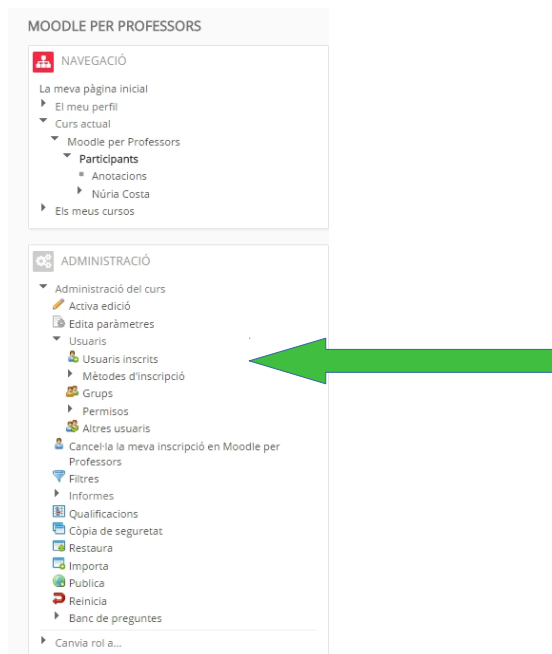 MOODLE PER PROFESSORS
NAVEGACIÓ
La meva pàgina inicial
El meu perfil
Curs actual
Moodle per Professors
Participants
Anotacions
Núria Costa
Els meus cursos
ADMINISTRACIÓ
Administració del curs
Activa edició
Edita paràmetres
Usuaris
Usuaris inscrits
Mètodes d'inscripció
Grups
Permisos
Altres usuaris
Cancel·la la meva inscripció en Moodle per
Professors
Filtres
Informes
Qualificacions
Còpia de seguretat
Restaura
Importa
Publica
Reinicia
Banc de preguntes
Canvia rol a...